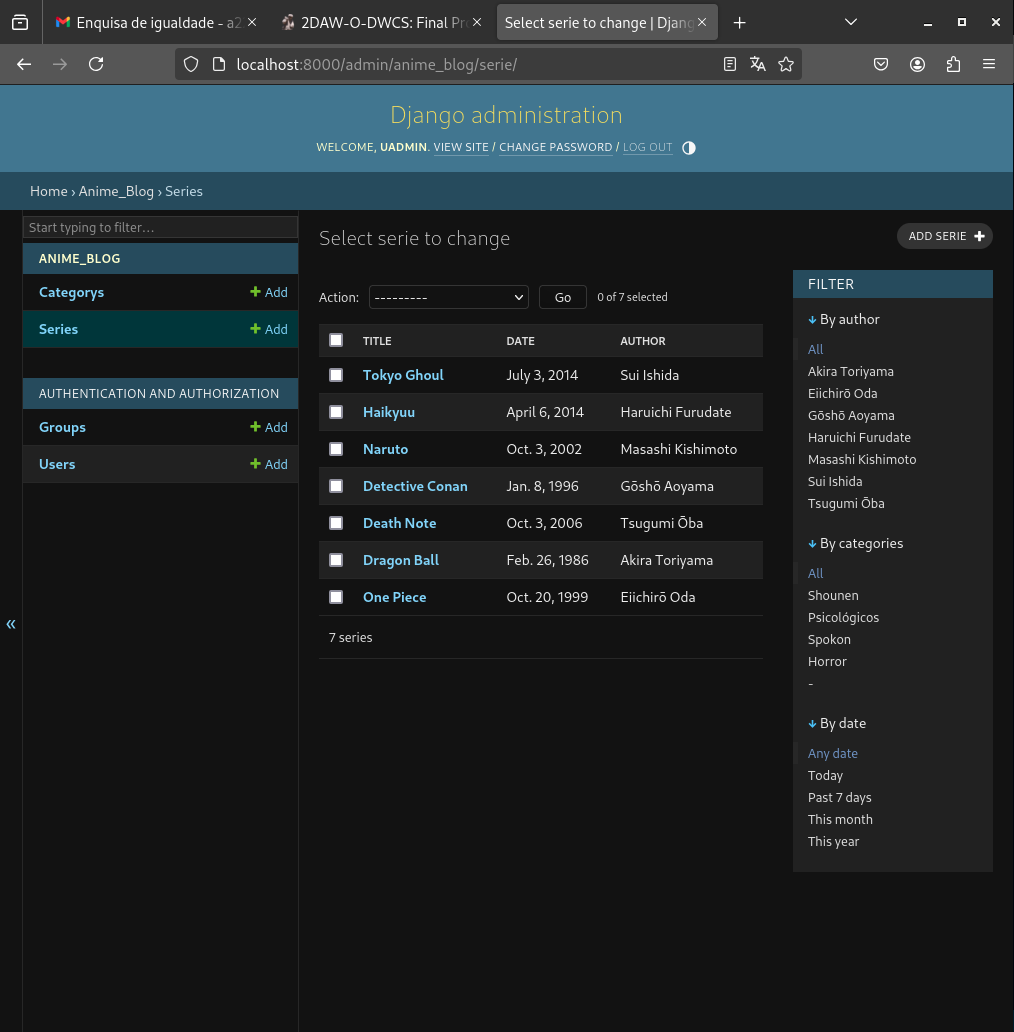 Enquisa de igualdade - a2
2DAW-O-DWCS: Final Pr
Select serie to change | Djang
localhost:8000/admin/anime_blog/serie/
Django administration
WELCOME, UADMIN. VIEW SITE / CHANGE PASSWORD / LOG OUT
Home › Anime_Blog › Series
Start typing to filter…
ANIME_BLOG
Categorys + Add
Series + Add
AUTHENTICATION AND AUTHORIZATION
Groups + Add
Users + Add
«
Select serie to change
ADD SERIE +
Action: --------- Go 0 of 7 selected
TITLE DATE AUTHOR
Tokyo Ghoul July 3, 2014 Sui Ishida
Haikyuu April 6, 2014 Haruichi Furudate
Naruto Oct. 3, 2002 Masashi Kishimoto
Detective Conan Jan. 8, 1996 Gōshō Aoyama
Death Note Oct. 3, 2006 Tsugumi Ōba
Dragon Ball Feb. 26, 1986 Akira Toriyama
One Piece Oct. 20, 1999 Eiichirō Oda
7 series
FILTER
↓ By author
All
Akira Toriyama
Eiichirō Oda
Gōshō Aoyama
Haruichi Furudate
Masashi Kishimoto
Sui Ishida
Tsugumi Ōba
↓ By categories
All
Shounen
Psicológicos
Spokon
Horror
-
↓ By date
Any date
Today
Past 7 days
This month
This year